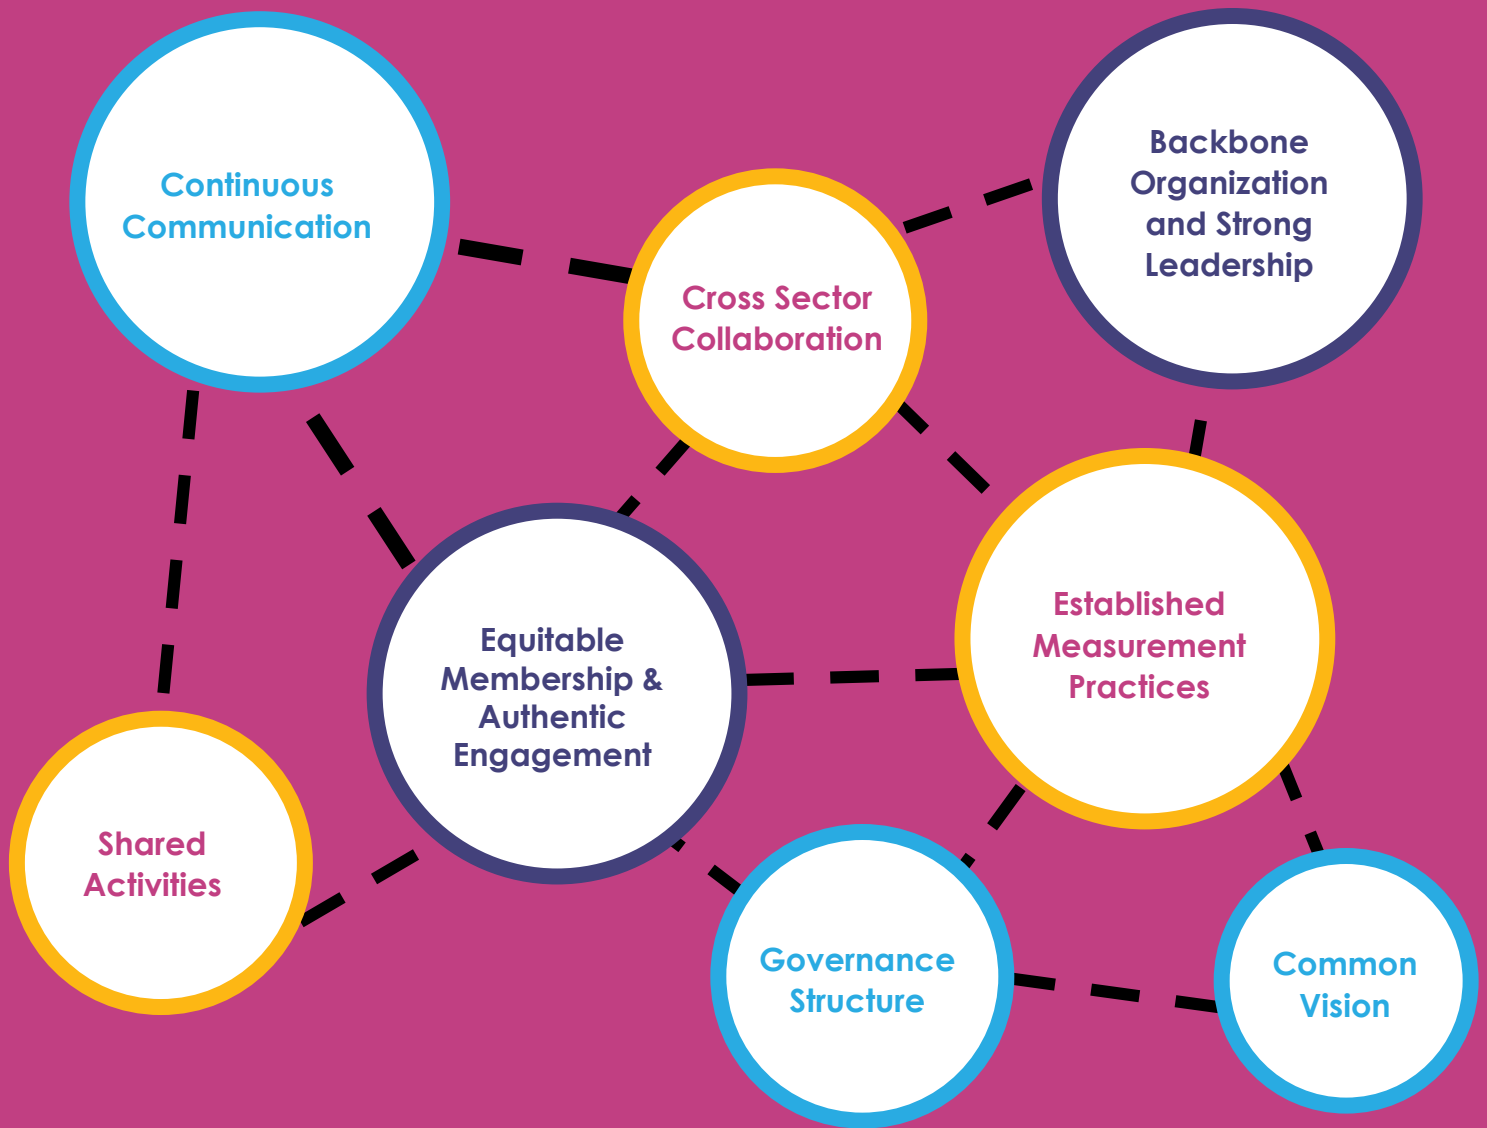 Continuous
Communication
Backbone
Organization
and Strong
Leadership
Cross Sector
Collaboration
Equitable
Membership &
Authentic
Engagement
Established
Measurement
Practices
Shared
Activities
Governance
Structure
Common
Vision